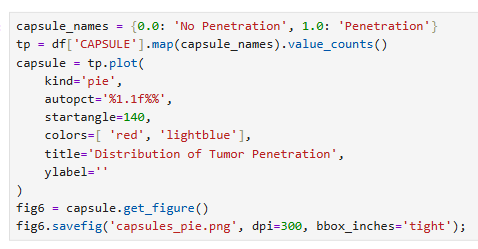 capsule_names = {0.0: 'No Penetration', 1.0: 'Penetration'}
tp = df['CAPSULE'].map(capsule_names).value_counts()
capsule = tp.plot(
    kind='pie',
    autopct='%1.1f%%',
    startangle=140,
    colors=[ 'red', 'lightblue'],
    title='Distribution of Tumor Penetration',
    ylabel=''
)
fig6 = capsule.get_figure()
fig6.savefig('capsules_pie.png', dpi=300, bbox_inches='tight');